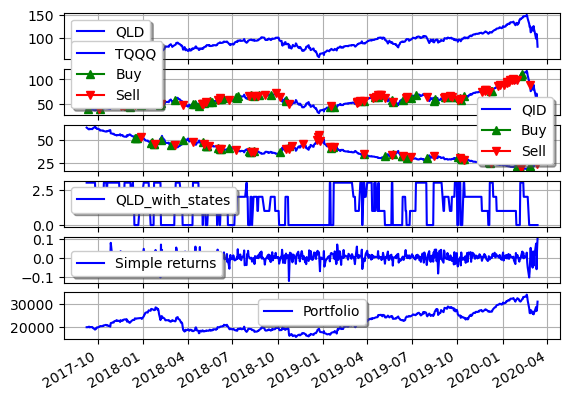 150
100
QLD
TQQQ
Buy
Sell
100
50
QID
Buy
Sell
50
25
2.5
0.0
QLD_with_states
0.1
0.0
−0.1
Simple returns
30000
20000
Portfolio
2017-10
2018-01
2018-04
2018-07
2018-10
2019-01
2019-04
2019-07
2019-10
2020-01
2020-04